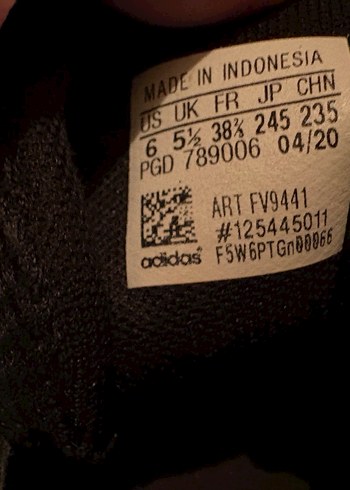 MADE IN INDONESIA
US UK FR JP CHN
6 5½ 38⅔ 245 235
PGD 789006 04/20
ART FV9441
#125445011
F5W6PTGn00066
adidas